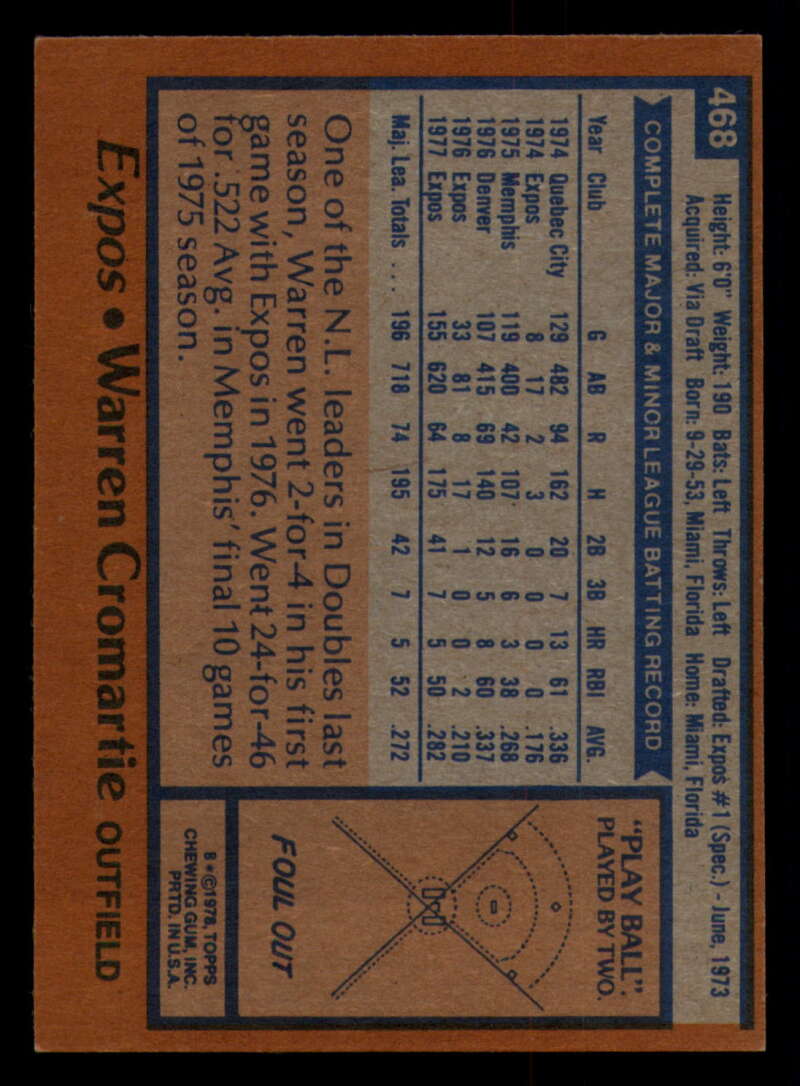 468
Height: 6'0" Weight: 190 Bats: Left Throws: Left Drafted: Expos #1 (Spec.) - June, 1973
Acquired: Via Draft Born: 9-29-53, Miami, Florida Home: Miami, Florida
COMPLETE MAJOR & MINOR LEAGUE BATTING RECORD
Year Club G AB R H 2B 3B HR RBI AVG.
1974 Quebec City 129 482 94 162 20 7 13 61 .336
1974 Expos 8 17 2 3 0 0 0 0 .176
1975 Memphis 119 400 42 107 16 6 3 38 .268
1976 Denver 107 415 69 140 12 5 8 60 .337
1976 Expos 33 81 8 17 1 0 0 2 .210
1977 Expos 155 620 64 175 41 7 5 50 .282
Maj. Lea. Totals ... 196 718 74 195 42 7 5 52 .272
One of the N.L. leaders in Doubles last
season, Warren went 2-for-4 in his first
game with Expos in 1976. Went 24-for-46
for .522 Avg. in Memphis' final 10 games
of 1975 season.
"PLAY BALL"
PLAYED BY TWO.
FOUL OUT
B*©1978, TOPPS
CHEWING GUM, INC.
PRTD. IN U.S.A.
Expos • Warren Cromartie OUTFIELD